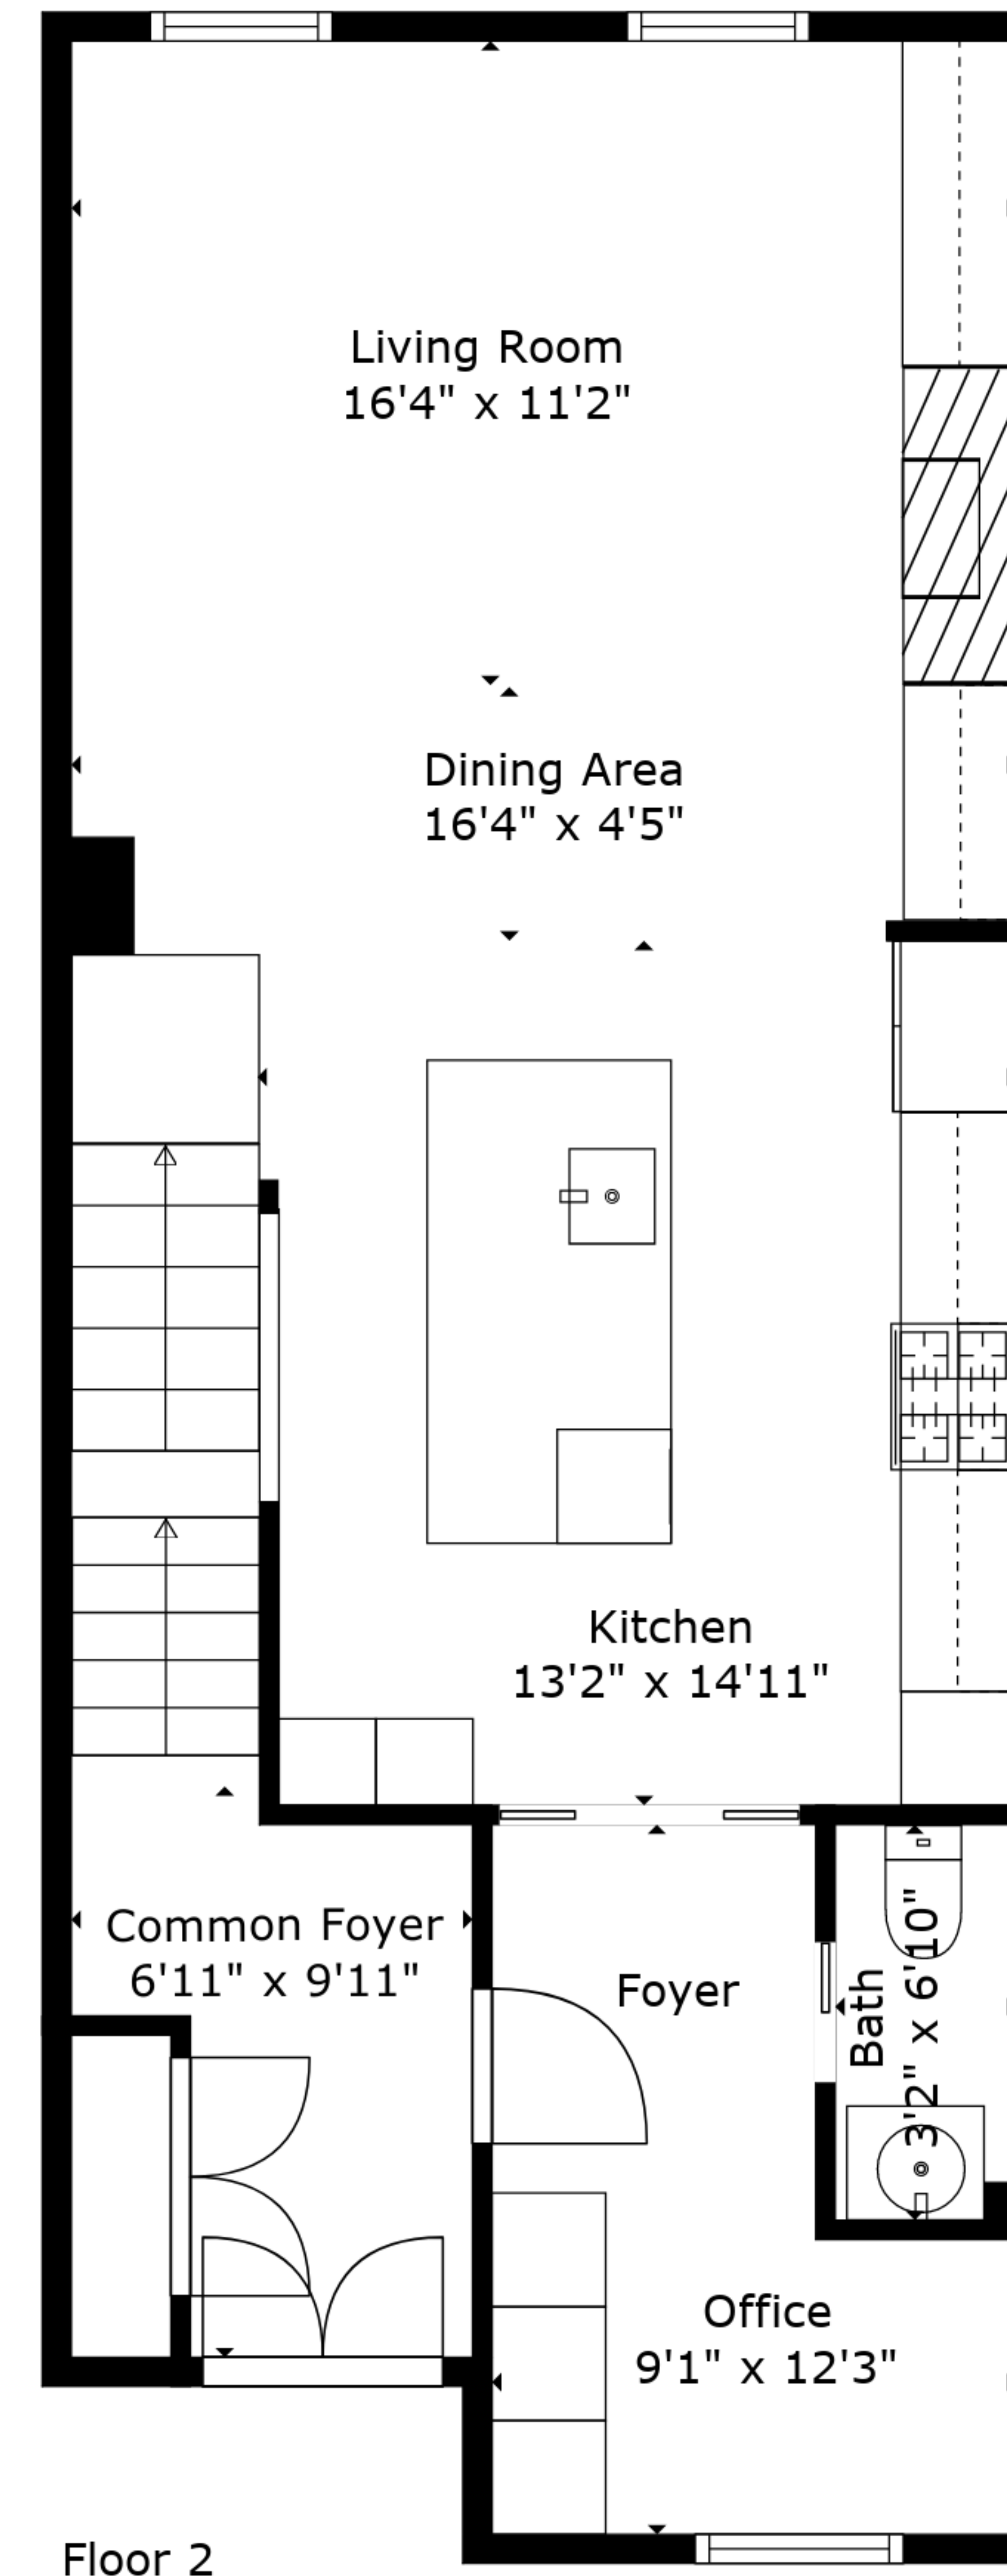 Living Room
16'4" x 11'2"
Dining Area
16'4" x 4'5"
Kitchen
13'2" x 14'11"
Common Foyer
6'11" x 9'11"
Foyer
Bath
3'2" x 6'10"
Office
9'1" x 12'3"
Floor 2